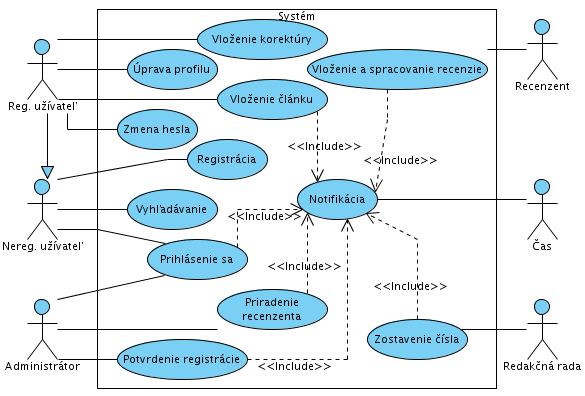 Systém
Vloženie korektúry
Úprava profilu
Vloženie a spracovanie recenzie
Recenzent
Reg. užívateľ
Vloženie článku
Zmena hesla
<<Include>>
Registrácia
<<Include>>
Vyhľadávanie
Notifikácia
<<Include>>
Nereg. užívateľ
Čas
Prihlásenie sa
<<Include>>
<<Include>>
Priradenie
recenzenta
Zostavenie čísla
Administrátor
Potvrdenie registrácie
<<Include>>
Redakčná rada